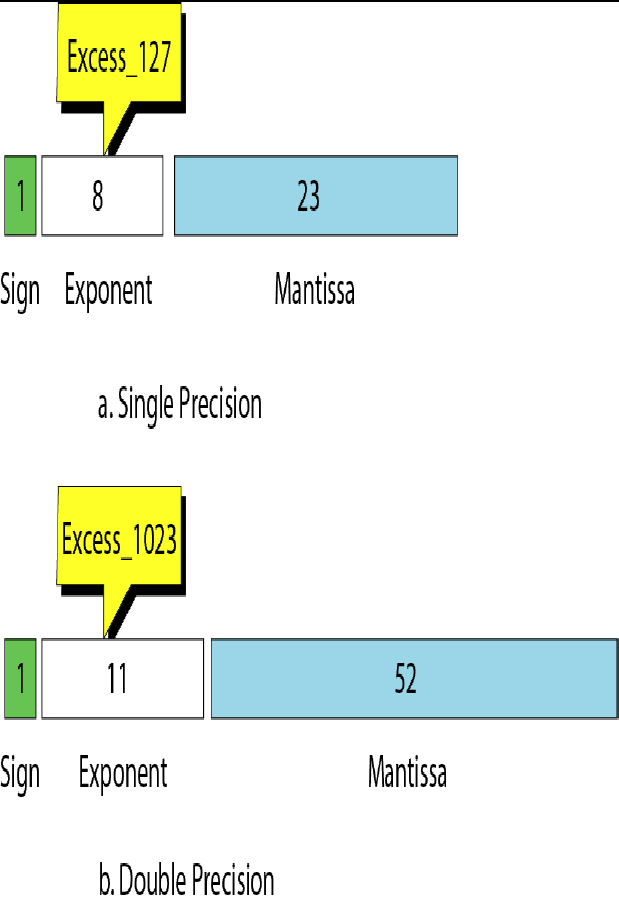 Excess_127
1 8 23
Sign Exponent Mantissa
a. Single Precision
Excess_1023
1 11 52
Sign Exponent Mantissa
b. Double Precision